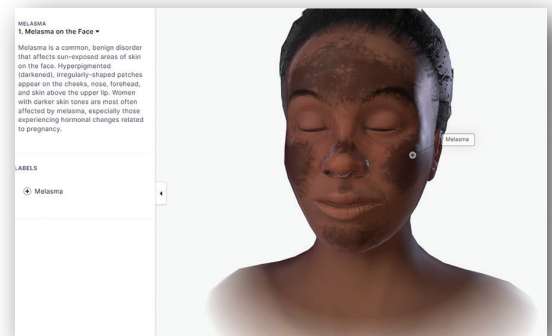 MELASMA
1. Melasma on the Face
Melasma is a common, benign disorder
that affects sun-exposed areas of skin
on the face. Hyperpigmented
(darkened), irregularly-shaped patches
appear on the cheeks, nose, forehead,
and skin above the upper lip. Women
with darker skin tones are most often
affected by melasma, especially those
experiencing hormonal changes related
to pregnancy.
LABELS
Melasma
Melasma